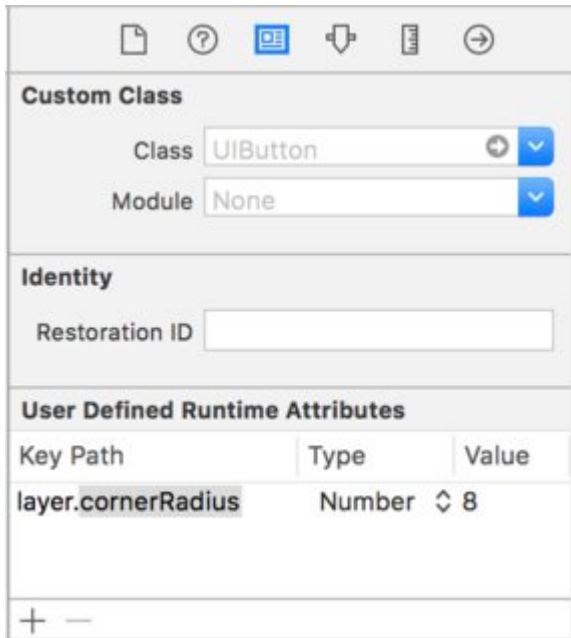 Custom Class
Class UIButton
Module None
Identity
Restoration ID
User Defined Runtime Attributes
Key Path Type Value
layer.cornerRadius Number 8